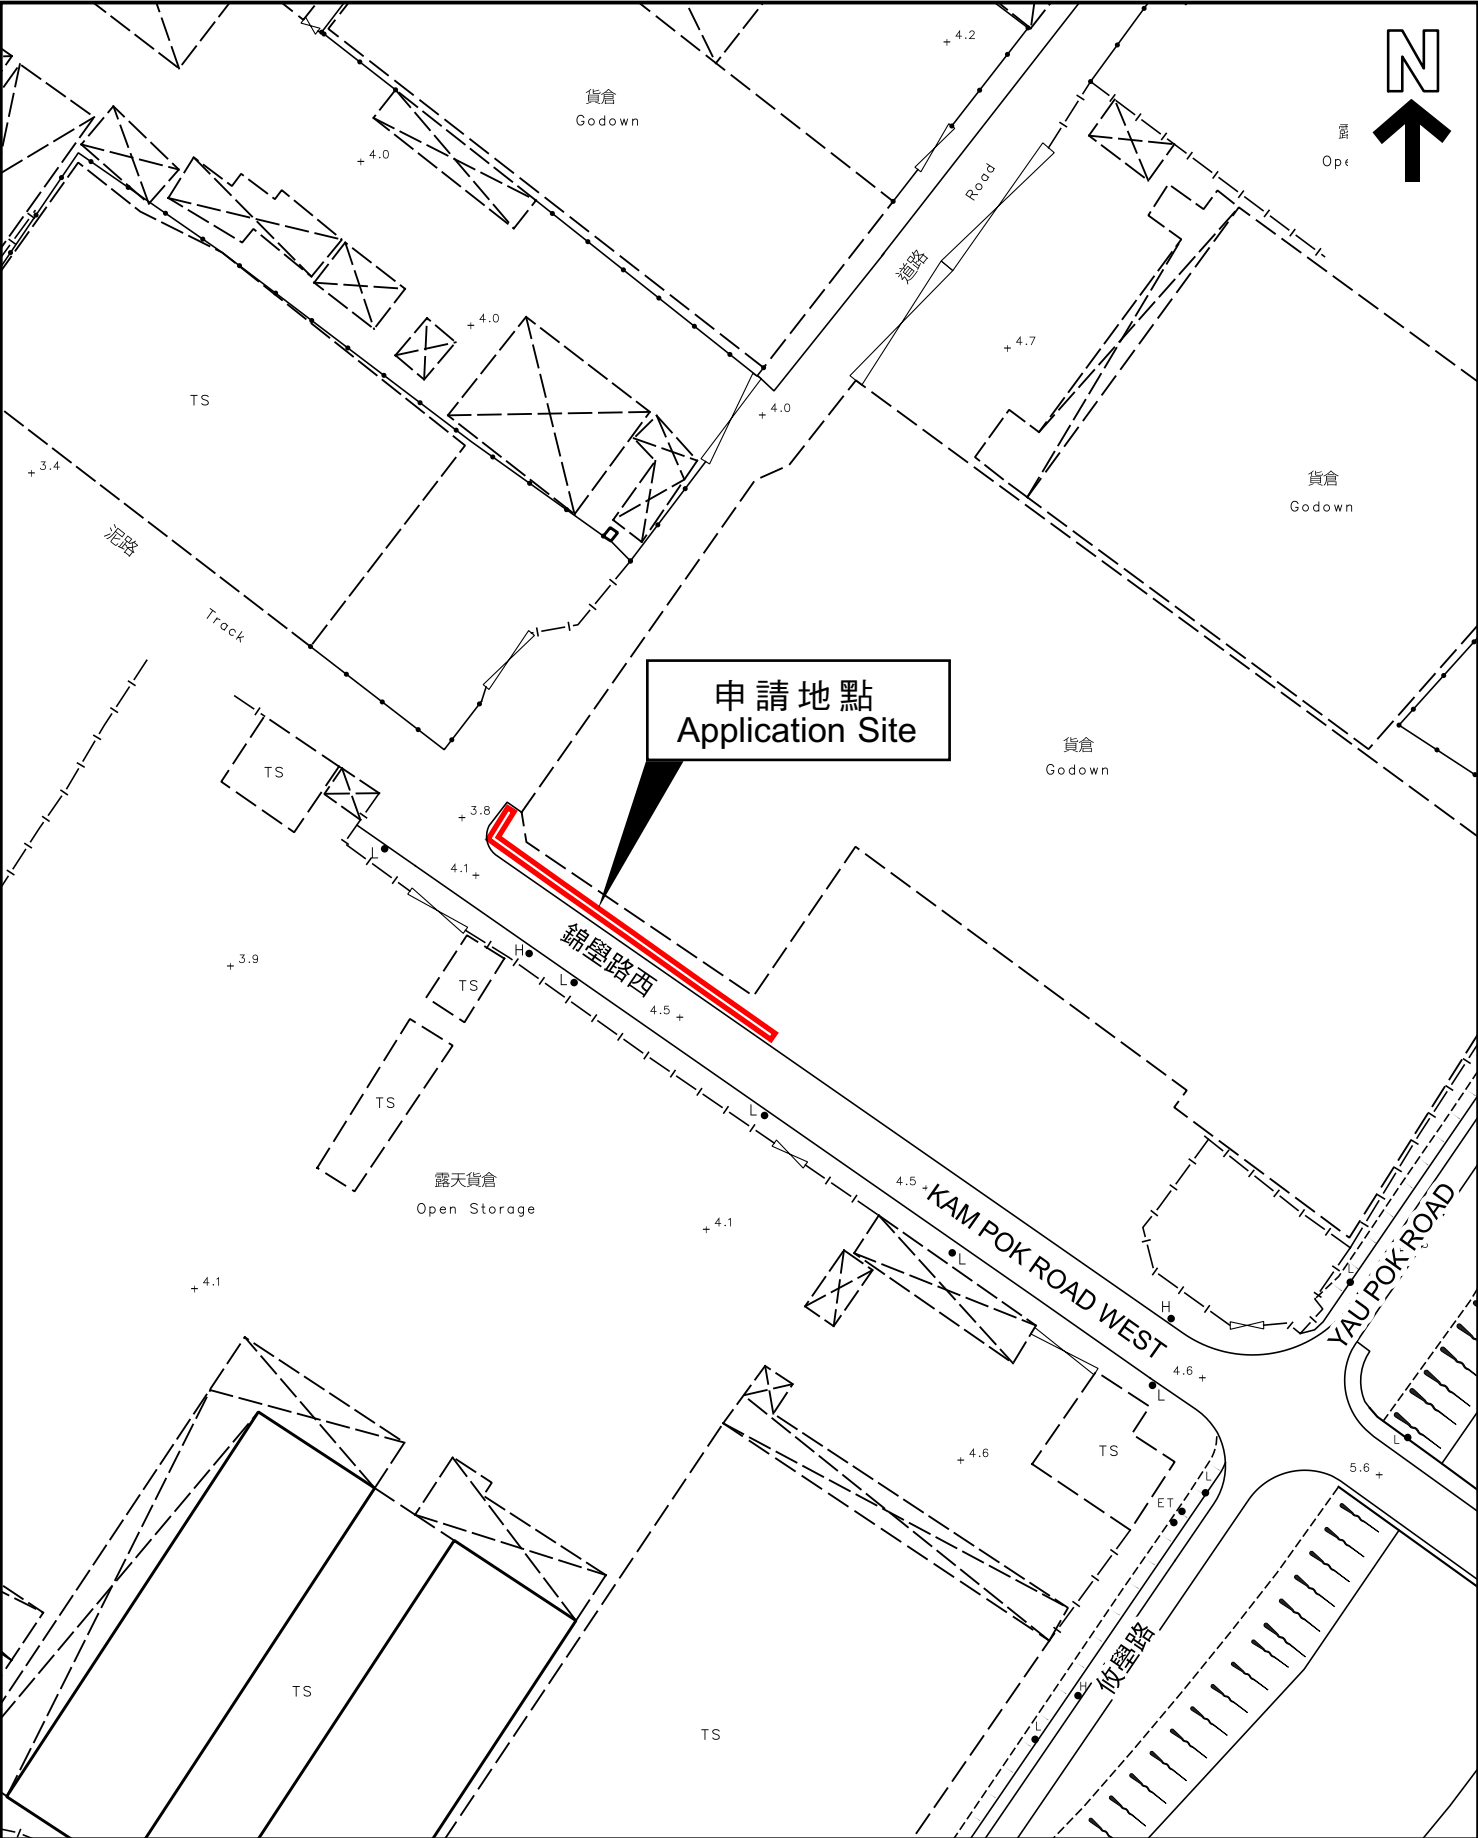 N
4.2
貨倉
Godown
4.0
Road
道路
4.0
4.7
TS
4.0
3.4
貨倉
Godown
泥路
Track
申請地點
Application Site
貨倉
Godown
TS
3.8
L
4.1
H
錦壆路西
3.9
L
TS
4.5
TS
L
露天貨倉
Open Storage
4.5
4.1
KAM POK ROAD WEST
YAU POK ROAD
L
L
4.1
H
4.6
L
TS
4.6
L
5.6
L
ET
攸壆路
TS
H
TS
L